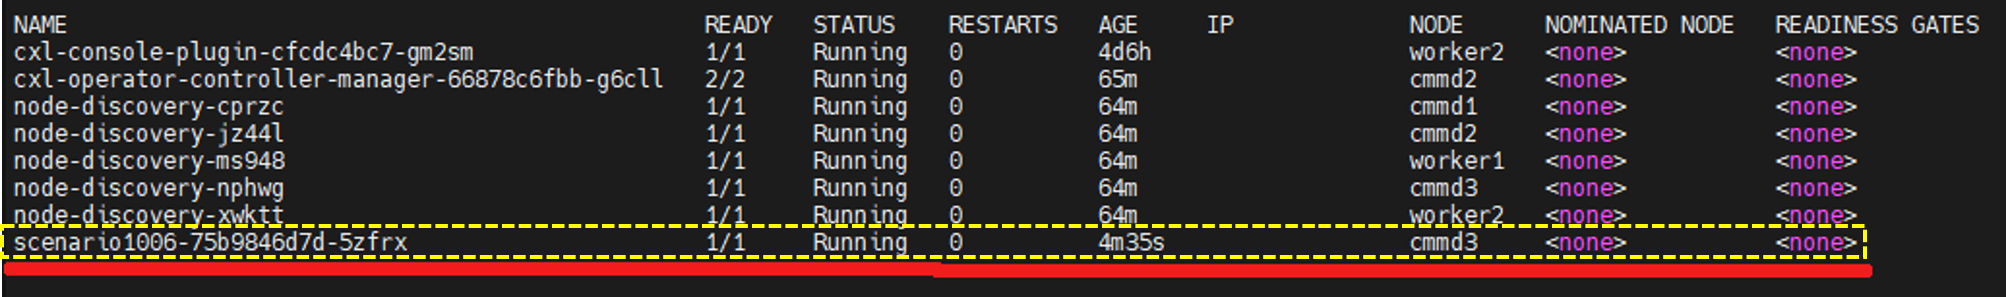 NAME READY STATUS RESTARTS AGE IP NODE NOMINATED NODE READINESS GATES
cxl-console-plugin-cfcdc4bc7-gm2sm 1/1 Running 0 4d6h worker2 <none> <none>
cxl-operator-controller-manager-66878c6fbb-g6cll 2/2 Running 0 65m cmmd2 <none> <none>
node-discovery-cprzc 1/1 Running 0 64m cmmd1 <none> <none>
node-discovery-jz44l 1/1 Running 0 64m cmmd2 <none> <none>
node-discovery-ms948 1/1 Running 0 64m worker1 <none> <none>
node-discovery-nphwg 1/1 Running 0 64m cmmd3 <none> <none>
node-discovery-xwktt 1/1 Running 0 64m worker2 <none> <none>
scenario1006-75b9846d7d-5zfrx 1/1 Running 0 4m35s cmmd3 <none> <none>